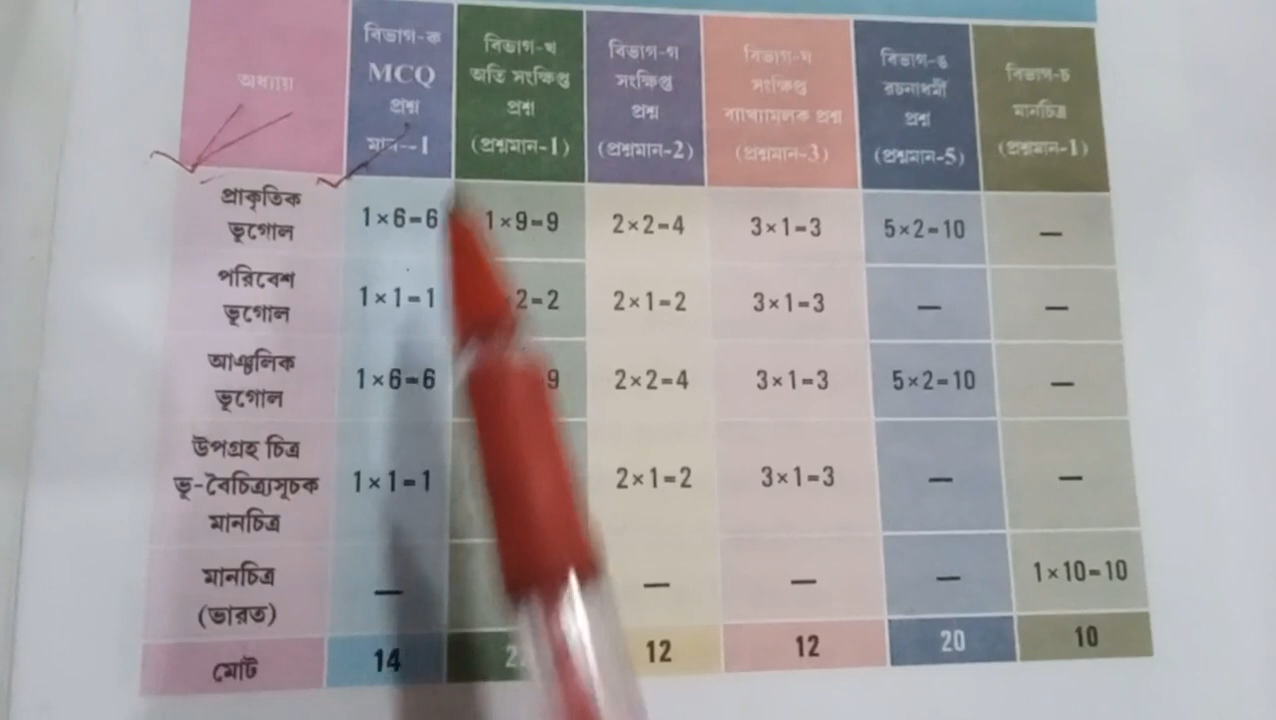 অধ্যায়
বিভাগ-ক
MCQ
প্রশ্ন
মান--1
বিভাগ-খ
অতি সংক্ষিপ্ত
প্রশ্ন
(প্রশ্নমান-1)
বিভাগ-গ
সংক্ষিপ্ত
প্রশ্ন
(প্রশ্নমান-2)
বিভাগ-ঘ
সংক্ষিপ্ত
ব্যাখ্যামূলক প্রশ্ন
(প্রশ্নমান-3)
বিভাগ-ঙ
রচনাধর্মী
প্রশ্ন
(প্রশ্নমান-5)
বিভাগ-চ
মানচিত্র
(প্রশ্নমান-1)
প্রাকৃতিক
ভূগোল
1×6=6
1×9=9
2×2=4
3×1=3
5×2=10
—
পরিবেশ
ভূগোল
1×1=1
2=2
2×1=2
3×1=3
—
—
আঞ্চলিক
ভূগোল
1×6=6
9
2×2=4
3×1=3
5×2=10
—
উপগ্রহ চিত্র
ভূ-বৈচিত্র্যসূচক
মানচিত্র
1×1=1
2×1=2
3×1=3
—
—
মানচিত্র
(ভারত)
—
—
—
—
1×10=10
মোট
14
2
12
12
20
10